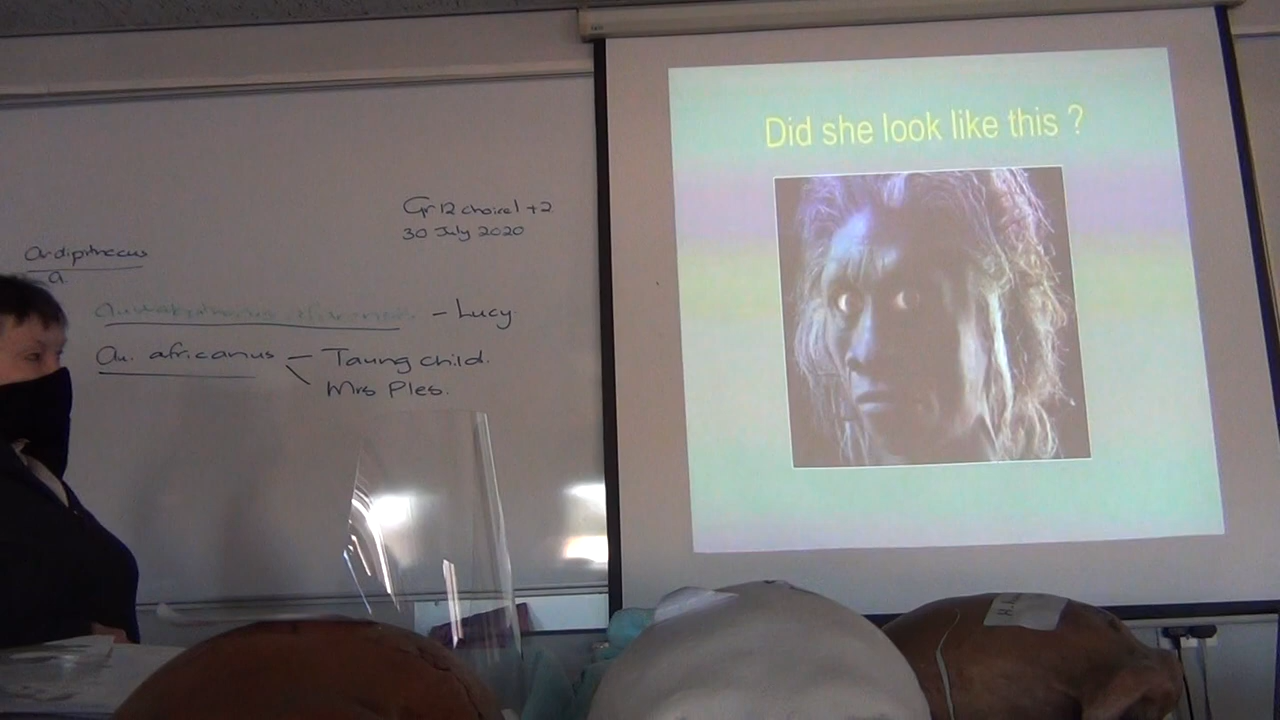 Gr 12 choice 1 + 2
30 July 2020
Ardipithecus
a.
- Lucy
Au. africanus - Taung child.
Mrs Ples.
Did she look like this ?